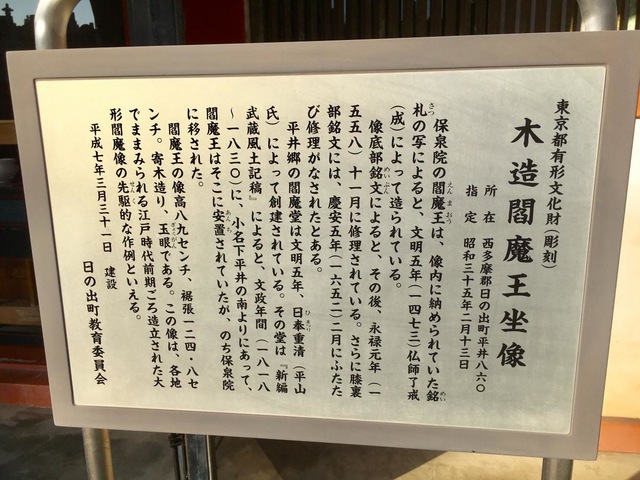 東京都有形文化財(彫刻)
木造閻魔王坐像
所在 西多摩郡日の出町平井八六〇
指定 昭和三十五年二月十三日
保泉院の閻魔王は、像内に納められていた銘
札の写によると、文明五年(一四七三)仏師了戒
(成)によって造られている。
像底部銘文によると、その後、永禄元年(一
五五八)十一月に修理されている。さらに膝裏
部銘文には、慶安五年(一六五二)二月にふたた
び修理がなされたとある。
平井郷の閻魔堂は文明五年、日奉重清(平山
氏)によって創建されている。その堂は『新編
武蔵風土記稿』によると、文政年間(一八一八
~一八三〇)に、小名下平井の南よりにあって、
閻魔王はそこに安置されていたが、のち保泉院
に移された。
閻魔王の像高八九センチ、裾張一二四・八セ
ンチ。寄木造り、玉眼である。この像は、各地
でままみられる江戸時代前期ごろ造立された大
形閻魔像の先駆的な作例といえる。
平成七年三月三十一日 建設
日の出町教育委員会